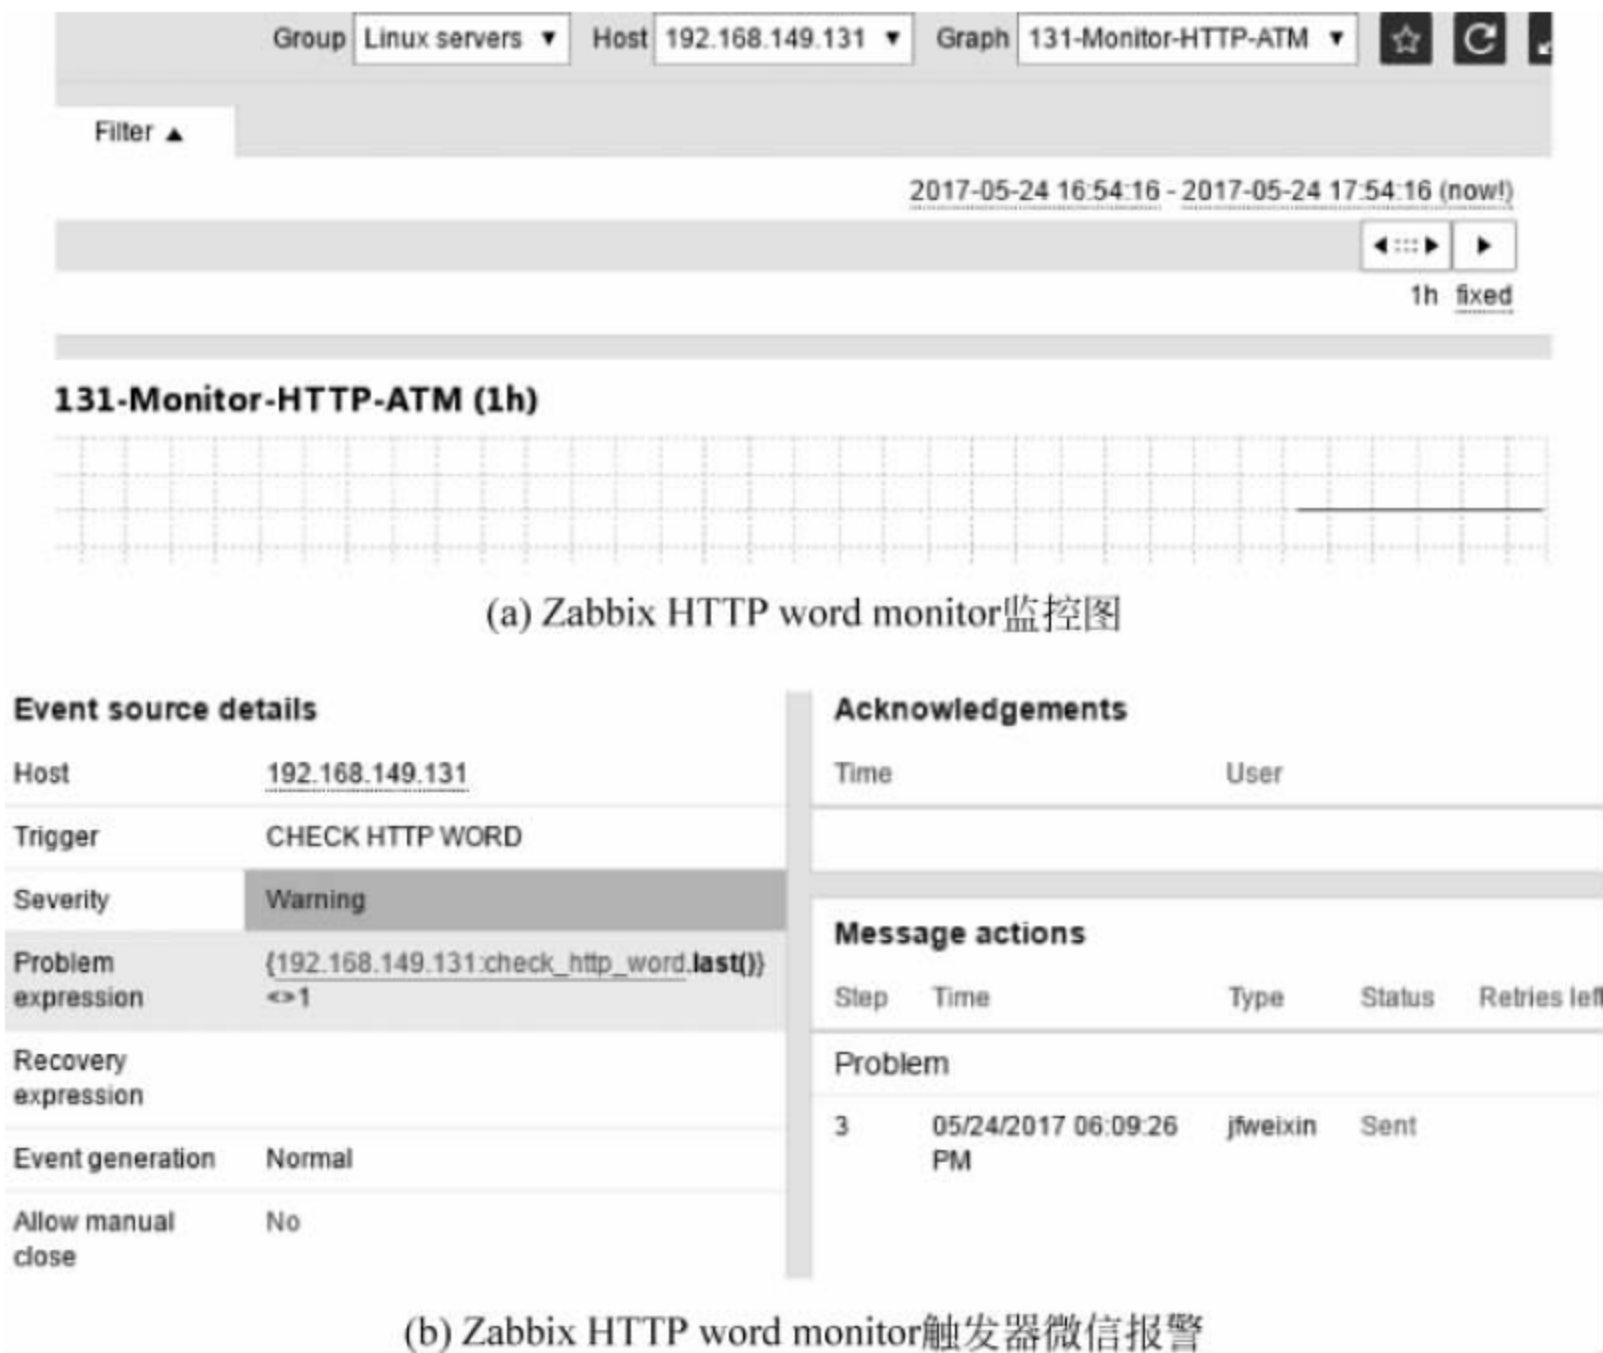 Group Linux servers ▼ Host 192.168.149.131 ▼ Graph 131-Monitor-HTTP-ATM ▼
Filter ▲
2017-05-24 16:54:16 - 2017-05-24 17:54:16 (now!)
1h fixed
131-Monitor-HTTP-ATM (1h)
(a) Zabbix HTTP word monitor监控图
Event source details
Host 192.168.149.131
Trigger CHECK HTTP WORD
Severity Warning
Problem expression {192.168.149.131:check_http_word.last()}
<>1
Recovery
expression
Event generation Normal
Allow manual No
close
Acknowledgements
Time User
Message actions
Step Time Type Status Retries left
Problem
3 05/24/2017 06:09:26 jfweixin Sent
PM
(b) Zabbix HTTP word monitor触发器微信报警